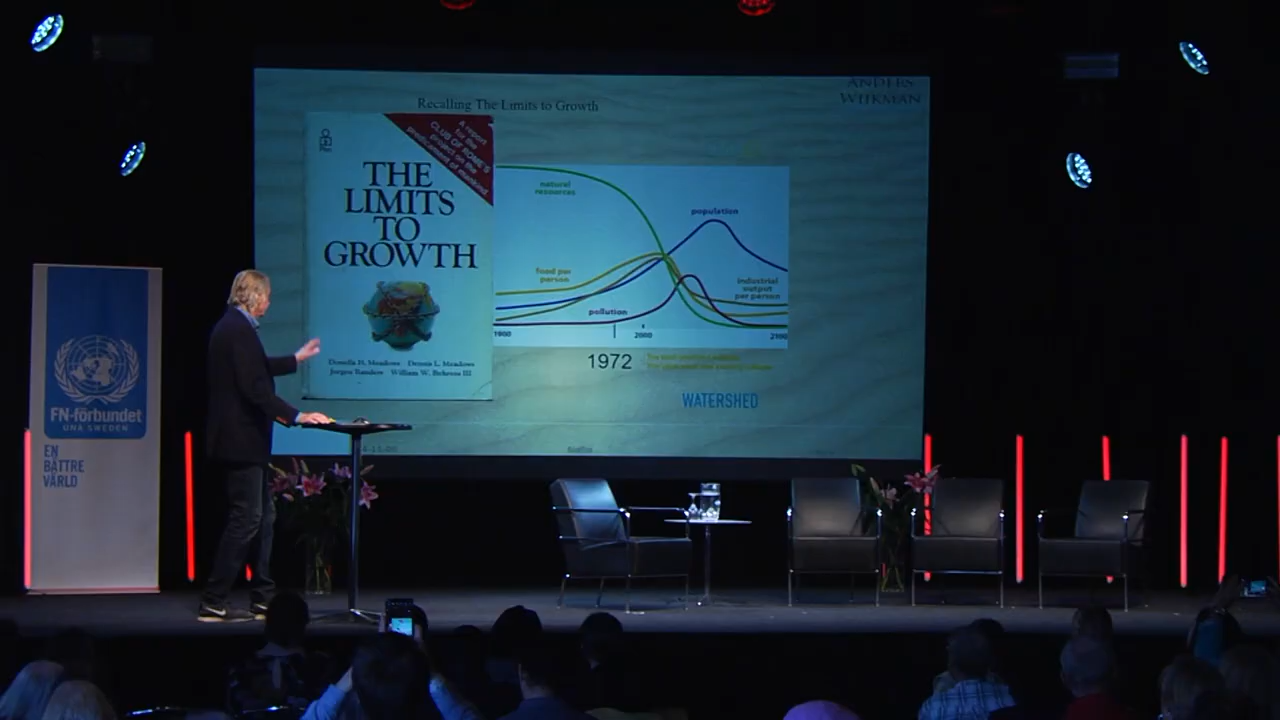 ANDERS
WIJKMAN
Recalling The Limits to Growth
A report
for the
CLUB OF ROME'S
project on the
predicament of mankind
THE
LIMITS
TO
GROWTH
Donella H. Meadows Dennis L. Meadows
Jorgen Randers William W. Behrens III
natural
resources
population
food per
person
industrial
output
per person
pollution
1900
2000
2100
1972
WATERSHED
FN-förbundet
UNA SWEDEN
EN
BÄTTRE
VÄRLD